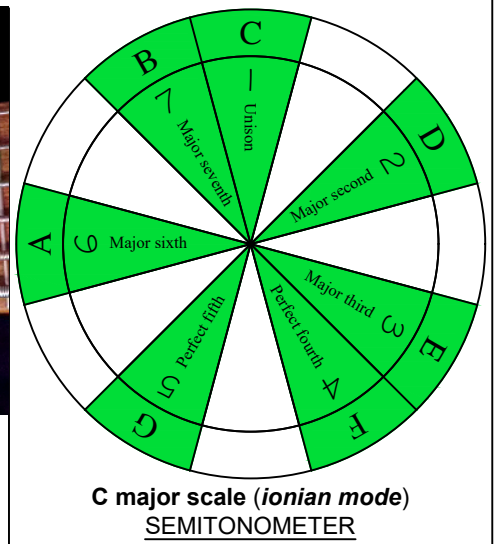 C
1 Unison
D
2 Major second
E
3 Major third
F
4 Perfect fourth
G
5 Perfect fifth
A
6 Major sixth
B
7 Major seventh
C major scale (ionian mode)
SEMITONOMETER